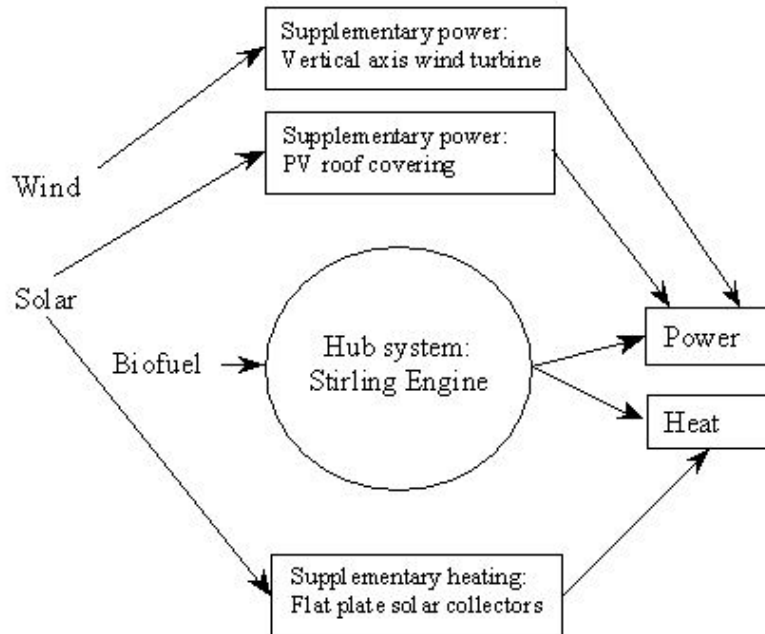 Supplementary power:
Vertical axis wind turbine
Supplementary power:
PV roof covering
Wind
Solar
Biofuel
Hub system:
Stirling Engine
Power
Heat
Supplementary heating:
Flat plate solar collectors